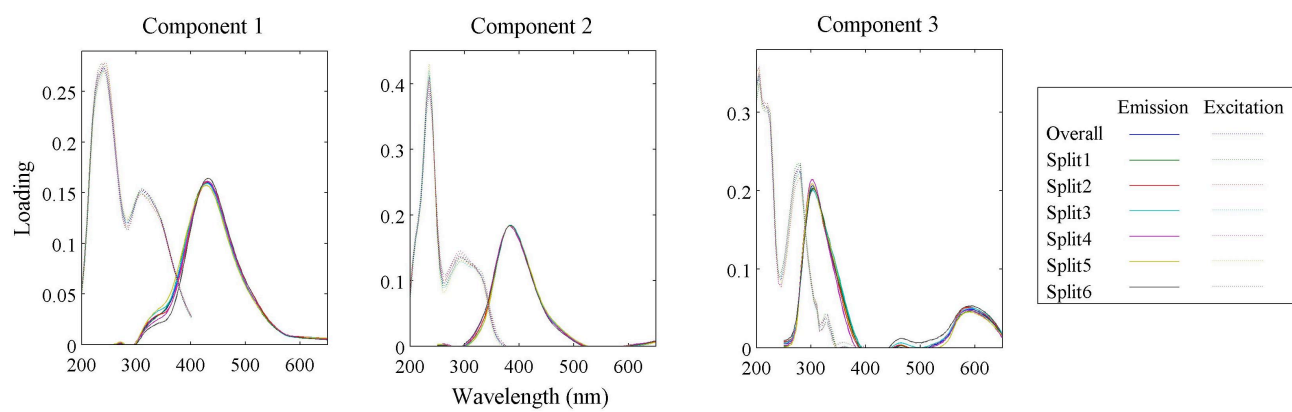 Component 1
Component 2
Component 3
Loading
0.25
0.2
0.15
0.1
0.05
0
200 300 400 500 600
0.4
0.3
0.2
0.1
0
200 300 400 500 600
0.3
0.2
0.1
0
200 300 400 500 600
Wavelength (nm)
Emission Excitation
Overall
Split1
Split2
Split3
Split4
Split5
Split6